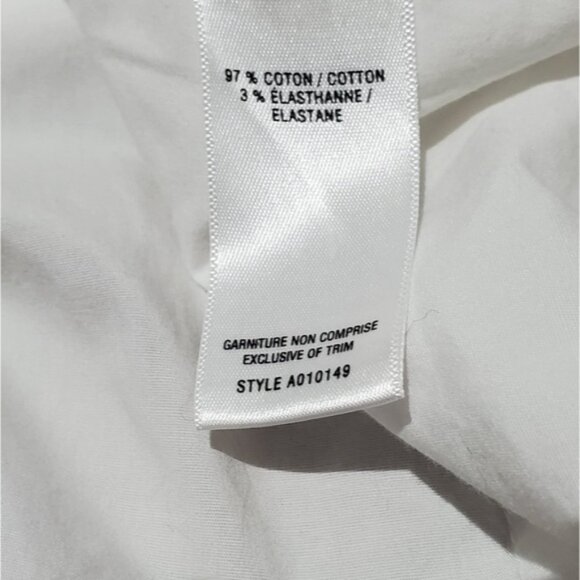 97 % COTON / COTTON
3 % ÉLASTHANNE /
ELASTANE
GARNITURE NON COMPRISE
EXCLUSIVE OF TRIM
STYLE A010149